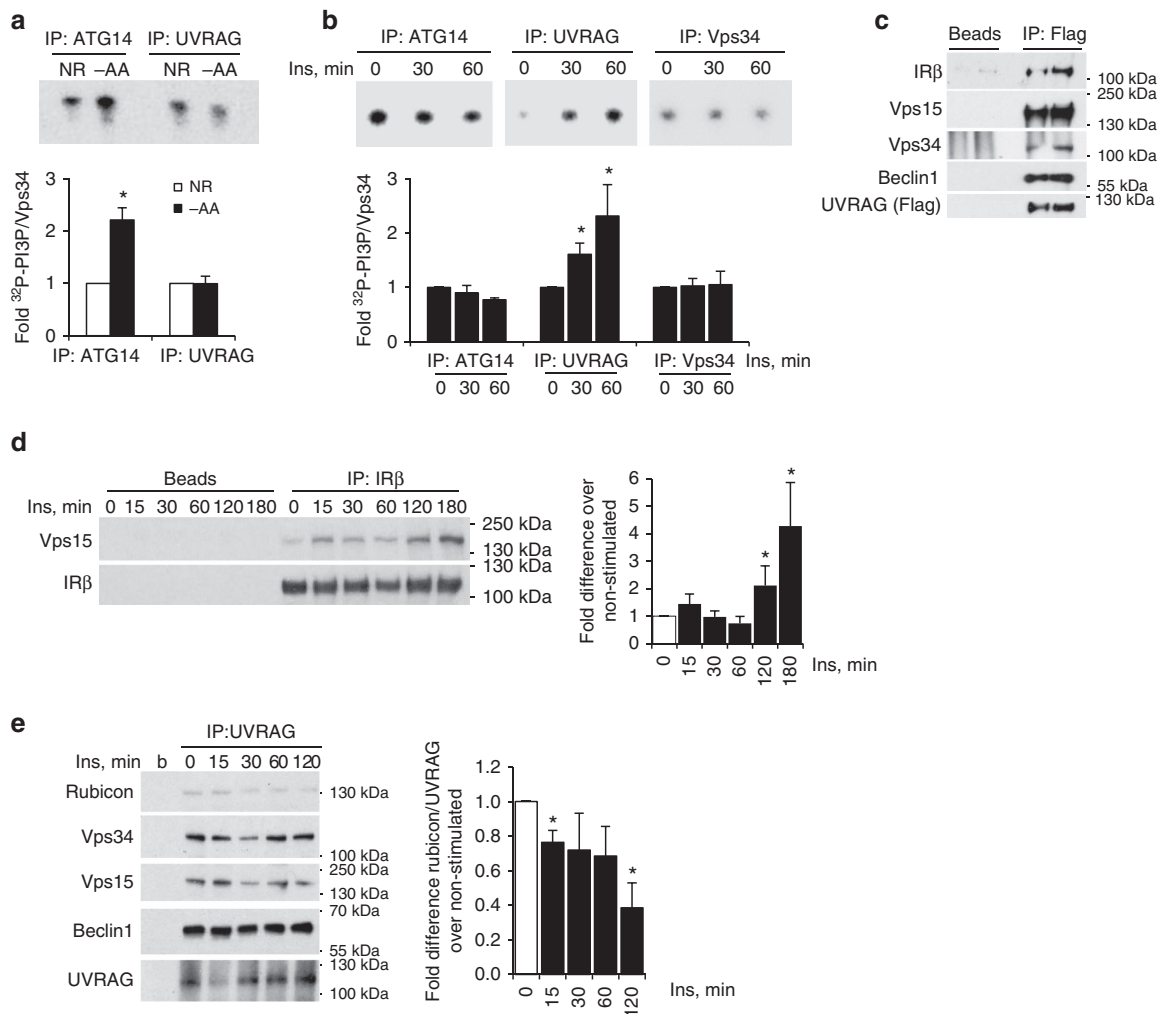 a
IP: ATG14 IP: UVRAG
NR –AA NR –AA
Fold 32P-PI3P/Vps34
3
2
1
0
NR
–AA
*
IP: ATG14 IP: UVRAG
b
IP: ATG14 IP: UVRAG IP: Vps34
Ins, min 0 30 60 0 30 60 0 30 60
Fold 32P-PI3P/Vps34
3
2
1
0
* *
IP: ATG14 IP: UVRAG IP: Vps34 Ins, min
0 30 60 0 30 60 0 30 60
c
Beads IP: Flag
IRβ
100 kDa
250 kDa
Vps15
130 kDa
Vps34
100 kDa
Beclin1
55 kDa
130 kDa
UVRAG (Flag)
d
Beads IP: IRβ
Ins, min 0 15 30 60 120 180 0 15 30 60 120 180
250 kDa
Vps15
130 kDa
130 kDa
IRβ
100 kDa
Fold difference over
non-stimulated
6
5
4
3
2
1
0
* *
0 15 30 60 120 180 Ins, min
e
IP:UVRAG
Ins, min b 0 15 30 60 120
Rubicon 130 kDa
Vps34
100 kDa
250 kDa
Vps15
130 kDa
70 kDa
Beclin1
55 kDa
130 kDa
UVRAG
100 kDa
Fold difference rubicon/UVRAG
over non-stimulated
1.2
1.0
0.8
0.6
0.4
0.2
0.0
* *
0 15 30 60 120 Ins, min